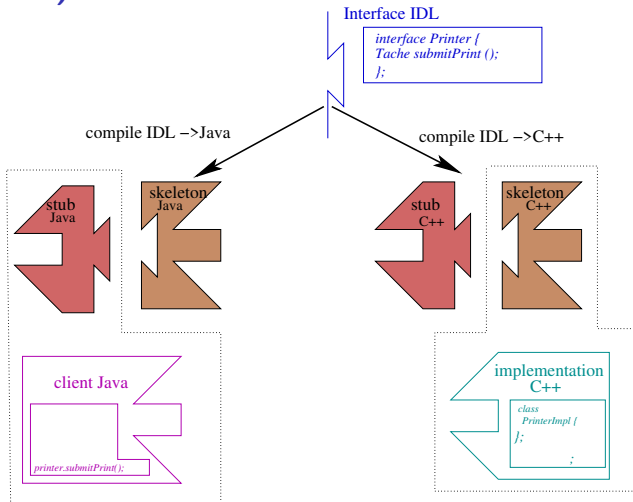 Interface IDL
interface Printer {
Tache submitPrint ();
};
compile IDL −>Java
compile IDL −>C++
stub
Java
skeleton
Java
stub
C++
skeleton
C++
client Java
printer.submitPrint();
implementation
C++
class
PrinterImpl {
};
;